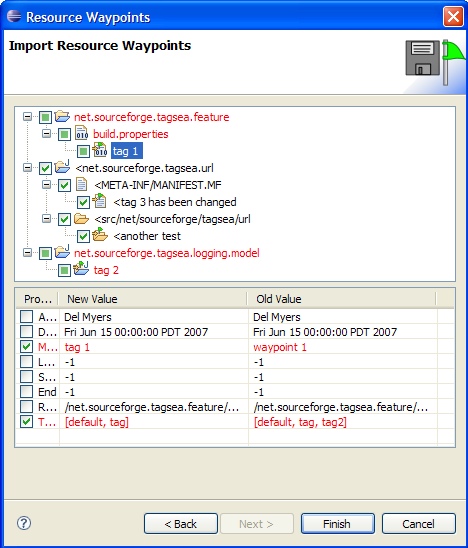 Resource Waypoints
Import Resource Waypoints
net.sourceforge.tagsea.feature
build.properties
tag 1
<net.sourceforge.tagsea.url
<META-INF/MANIFEST.MF
<tag 3 has been changed
<src/net/sourceforge/tagsea/url
<another test
net.sourceforge.tagsea.logging.model
tag 2
Pro... New Value Old Value
A... Del Myers Del Myers
D... Fri Jun 15 00:00:00 PDT 2007 Fri Jun 15 00:00:00 PDT 2007
M... tag 1 waypoint 1
L... -1 -1
S... -1 -1
End -1 -1
R... /net.sourceforge.tagsea.feature/... /net.sourceforge.tagsea.feature/...
T... [default, tag] [default, tag, tag2]
? < Back Next > Finish Cancel